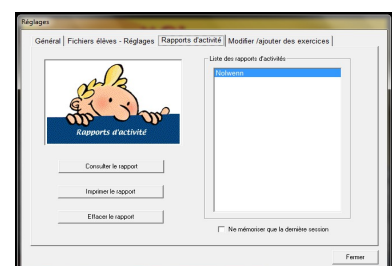 Réglages
Général
Fichiers élèves - Réglages
Rapports d'activité
Modifier /ajouter des exercices
Liste des rapports d'activités
Nolwenn
Rapports d'activité
Consulter le rapport
Imprimer le rapport
Effacer le rapport
Ne mémoriser que la dernière session
Fermer